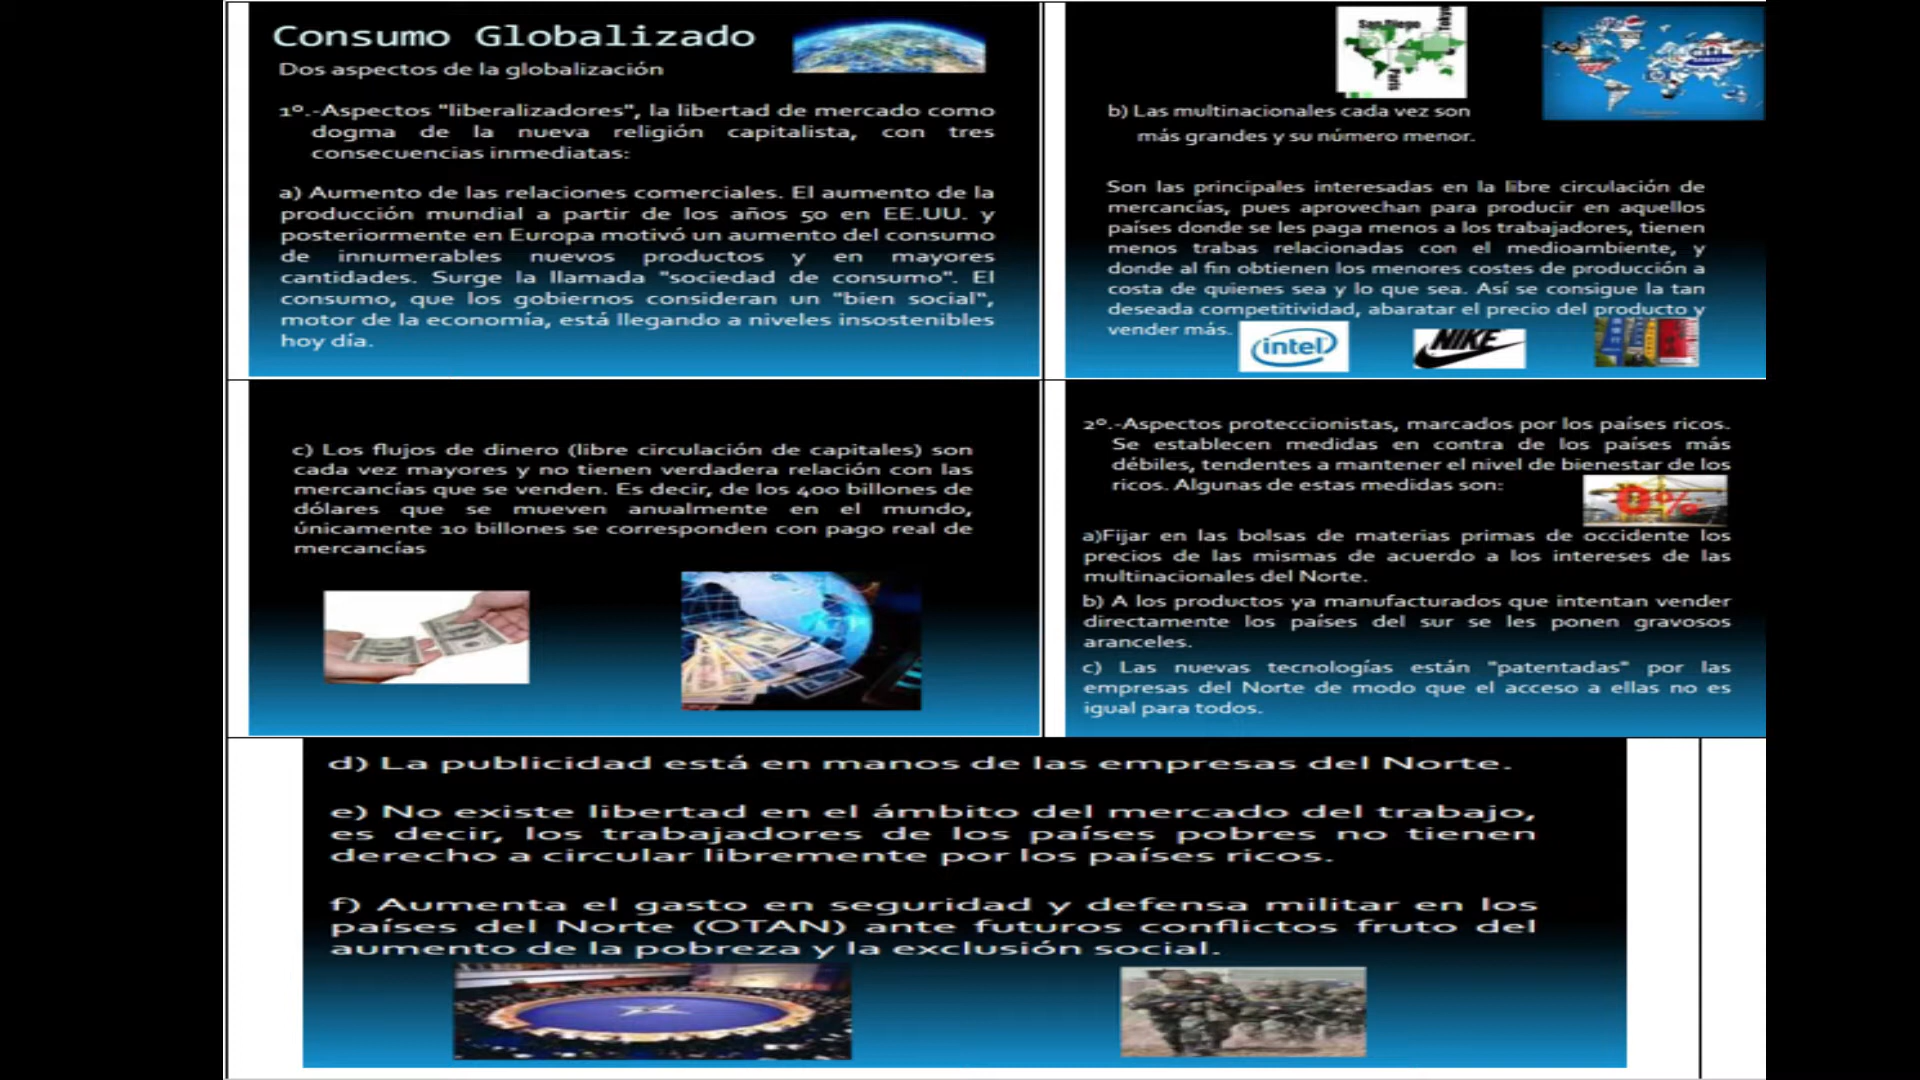 Consumo Globalizado
Dos aspectos de la globalización
1º.-Aspectos "liberalizadores", la libertad de mercado como
dogma de la nueva religión capitalista, con tres
consecuencias inmediatas:
a) Aumento de las relaciones comerciales. El aumento de la
producción mundial a partir de los años 50 en EE.UU. y
posteriormente en Europa motivó un aumento del consumo
de innumerables nuevos productos y en mayores
cantidades. Surge la llamada "sociedad de consumo". El
consumo, que los gobiernos consideran un "bien social",
motor de la economía, está llegando a niveles insostenibles
hoy día.
San Diego
Tokyo
Paris
b) Las multinacionales cada vez son
más grandes y su número menor.
Son las principales interesadas en la libre circulación de
mercancías, pues aprovechan para producir en aquellos
países donde se les paga menos a los trabajadores, tienen
menos trabas relacionadas con el medioambiente, y
donde al fin obtienen los menores costes de producción a
costa de quienes sea y lo que sea. Así se consigue la tan
deseada competitividad, abaratar el precio del producto y
vender más.
intel
NIKE
c) Los flujos de dinero (libre circulación de capitales) son
cada vez mayores y no tienen verdadera relación con las
mercancías que se venden. Es decir, de los 400 billones de
dólares que se mueven anualmente en el mundo,
únicamente 10 billones se corresponden con pago real de
mercancías
2º.-Aspectos proteccionistas, marcados por los países ricos.
Se establecen medidas en contra de los países más
débiles, tendentes a mantener el nivel de bienestar de los
ricos. Algunas de estas medidas son:
0%
a)Fijar en las bolsas de materias primas de occidente los
precios de las mismas de acuerdo a los intereses de las
multinacionales del Norte.
b) A los productos ya manufacturados que intentan vender
directamente los países del sur se les ponen gravosos
aranceles.
c) Las nuevas tecnologías están "patentadas" por las
empresas del Norte de modo que el acceso a ellas no es
igual para todos.
d) La publicidad está en manos de las empresas del Norte.
e) No existe libertad en el ámbito del mercado del trabajo,
es decir, los trabajadores de los países pobres no tienen
derecho a circular libremente por los países ricos.
f) Aumenta el gasto en seguridad y defensa militar en los
países del Norte (OTAN) ante futuros conflictos fruto del
aumento de la pobreza y la exclusión social.